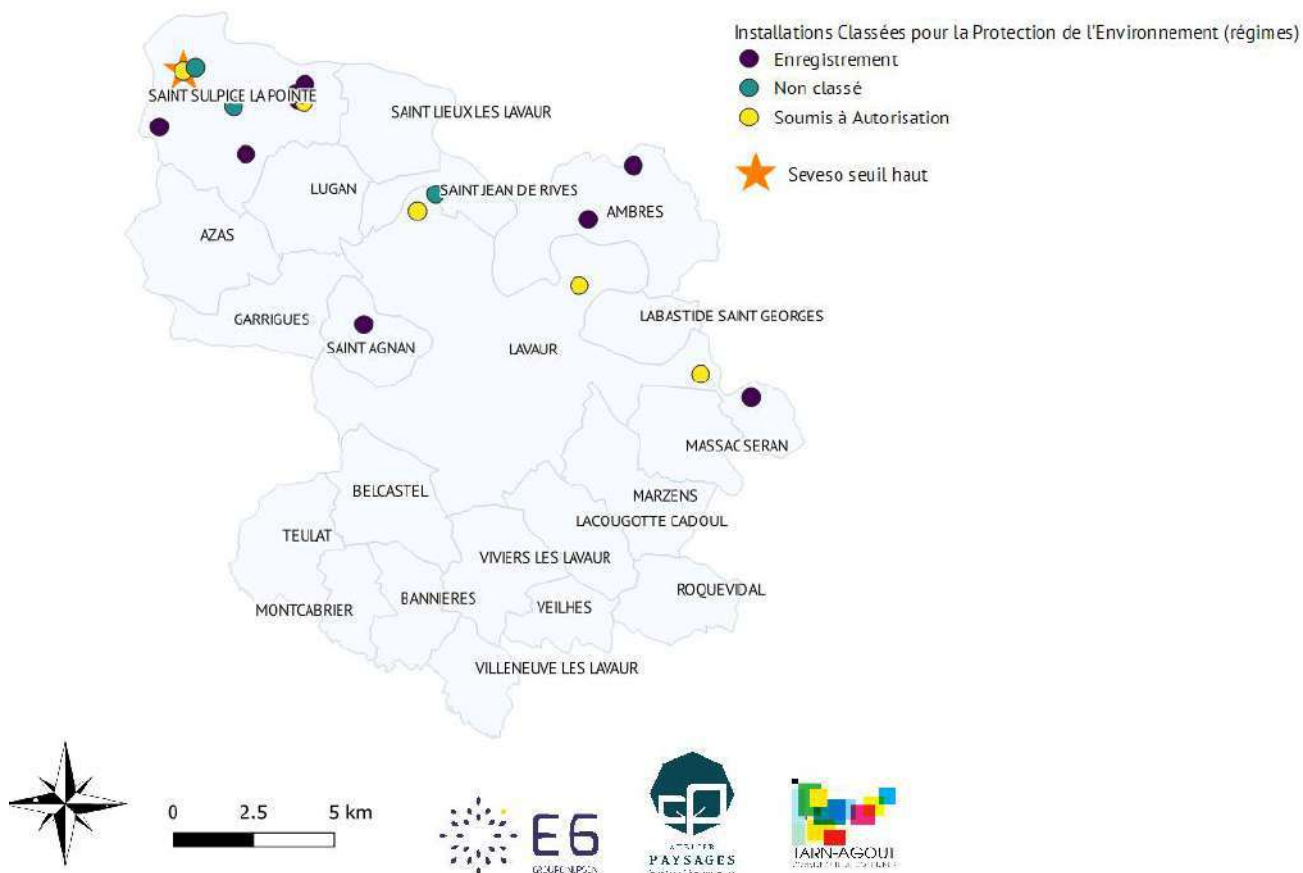 Installations Classées pour la Protection de l'Environnement (régimes)
Enregistrement
Non classé
Soumis à Autorisation
Seveso seuil haut
SAINT SULPICE LA POINTE
SAINT LIEUX LES LAVAUR
LUGAN
SAINT JEAN DE RIVES
AMBRES
AZAS
GARRIGUES
SAINT AGNAN
LAVAUR
LABASTIDE SAINT GEORGES
MASSAC SERAN
BELCASTEL
MARZENS
LACOUGOTTE CADOUL
TEULAT
VIVIERS LES LAVAUR
ROQUEVIDAL
MONTCABRIER
BANNIERES
VEILHES
VILLENEUVE LES LAVAUR
0 2.5 5 km
E6
ATELIER
PAYSAGES
TARN-AGOUT